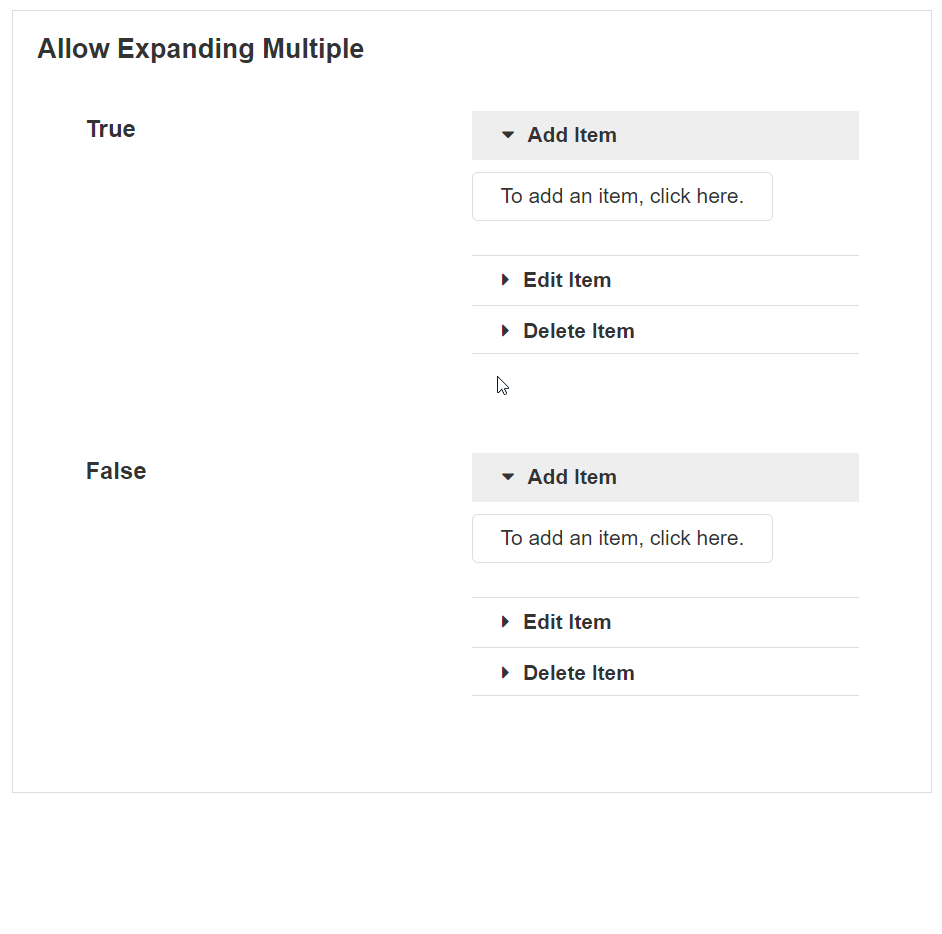 Allow Expanding Multiple
True
Add Item
To add an item, click here.
Edit Item
Delete Item
False
Add Item
To add an item, click here.
Edit Item
Delete Item